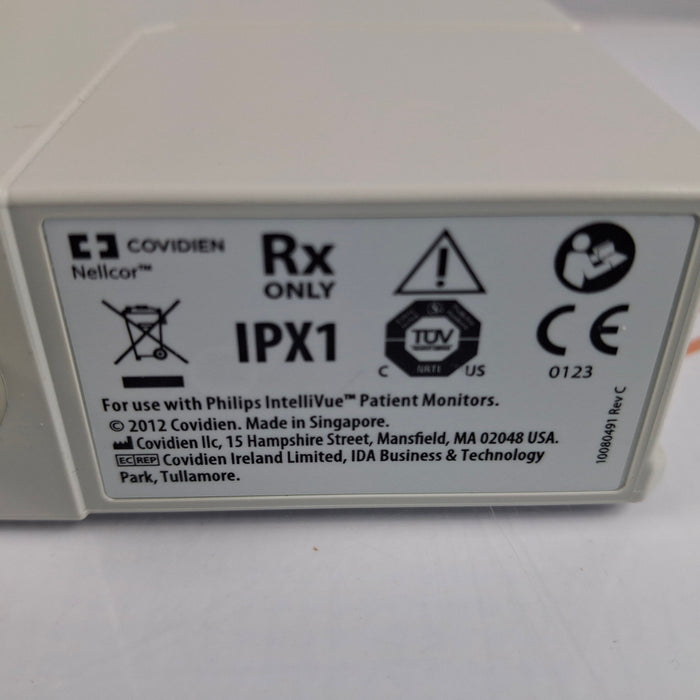 COVIDIEN
Nellcor™
Rx
ONLY
IPX1
TÜV
C NRTL US
CE
0123
For use with Philips IntelliVue™ Patient Monitors.
© 2012 Covidien. Made in Singapore.
Covidien llc, 15 Hampshire Street, Mansfield, MA 02048 USA.
EC REP Covidien Ireland Limited, IDA Business & Technology
Park, Tullamore.
10080491 Rev C